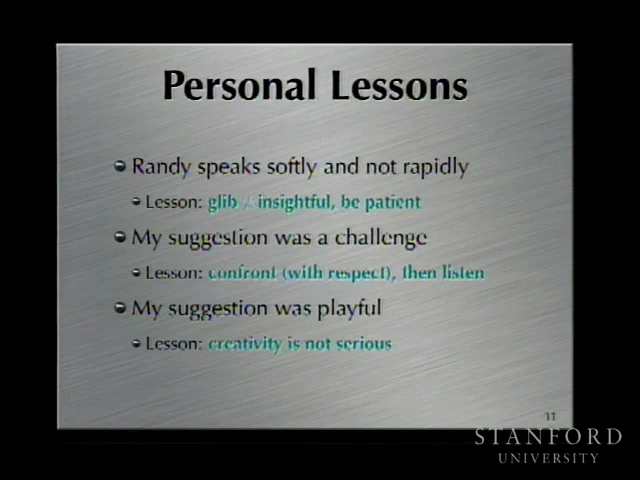 Personal Lessons
Randy speaks softly and not rapidly
Lesson: glib ≠ insightful, be patient
My suggestion was a challenge
Lesson: confront (with respect), then listen
My suggestion was playful
Lesson: creativity is not serious
11
STANFORD
UNIVERSITY